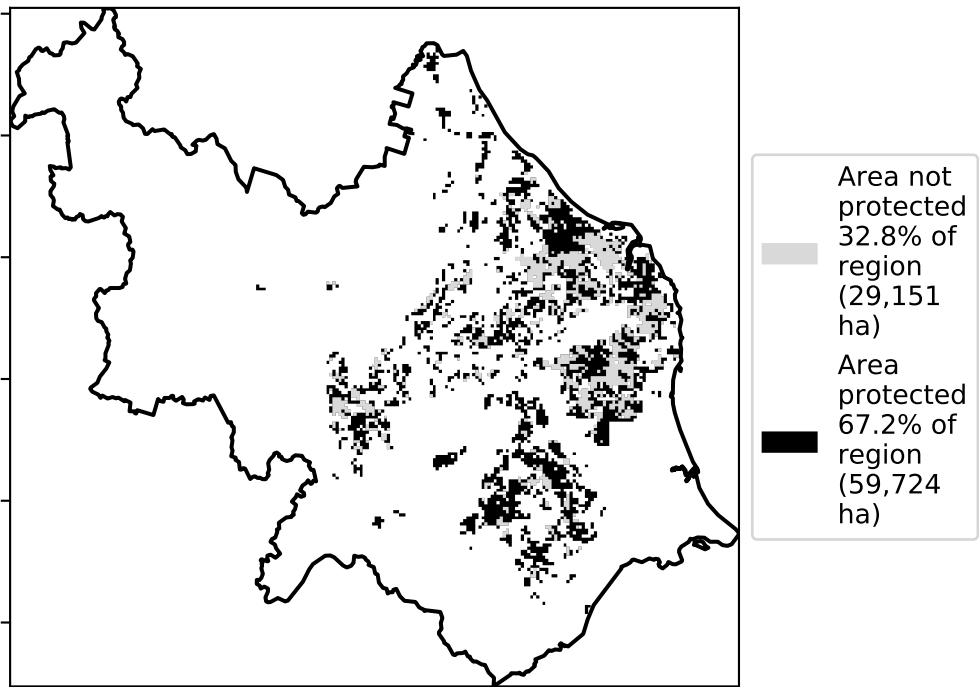 Area not
protected
32.8% of
region
(29,151
ha)
Area
protected
67.2% of
region
(59,724
ha)